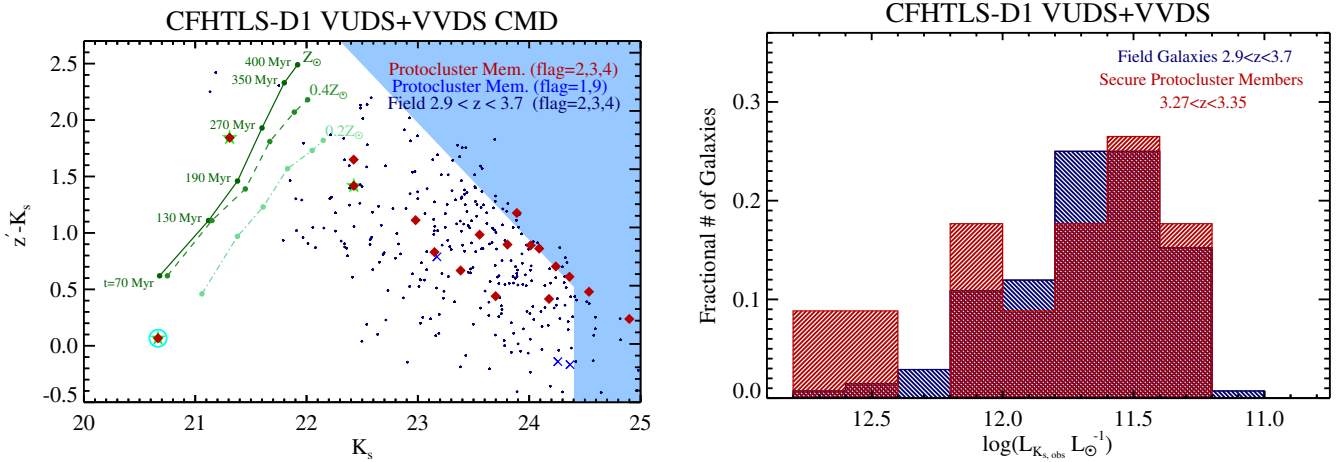 CFHTLS-D1 VUDS+VVDS CMD
Protocluster Mem. (flag=2,3,4)
Protocluster Mem. (flag=1,9)
Field 2.9 < z < 3.7 (flag=2,3,4)
400 Myr
Z⊙
350 Myr
0.4Z⊙
270 Myr
0.2Z⊙
190 Myr
130 Myr
t=70 Myr
2.5
2.0
1.5
1.0
0.5
0.0
-0.5
z′-Ks
20
21
22
23
24
25
Ks
CFHTLS-D1 VUDS+VVDS
Field Galaxies 2.9<z<3.7
Secure Protocluster Members
3.27<z<3.35
0.3
0.2
0.1
0.0
Fractional # of Galaxies
12.5
12.0
11.5
11.0
log(L_{Ks, obs} L⊙^{-1})